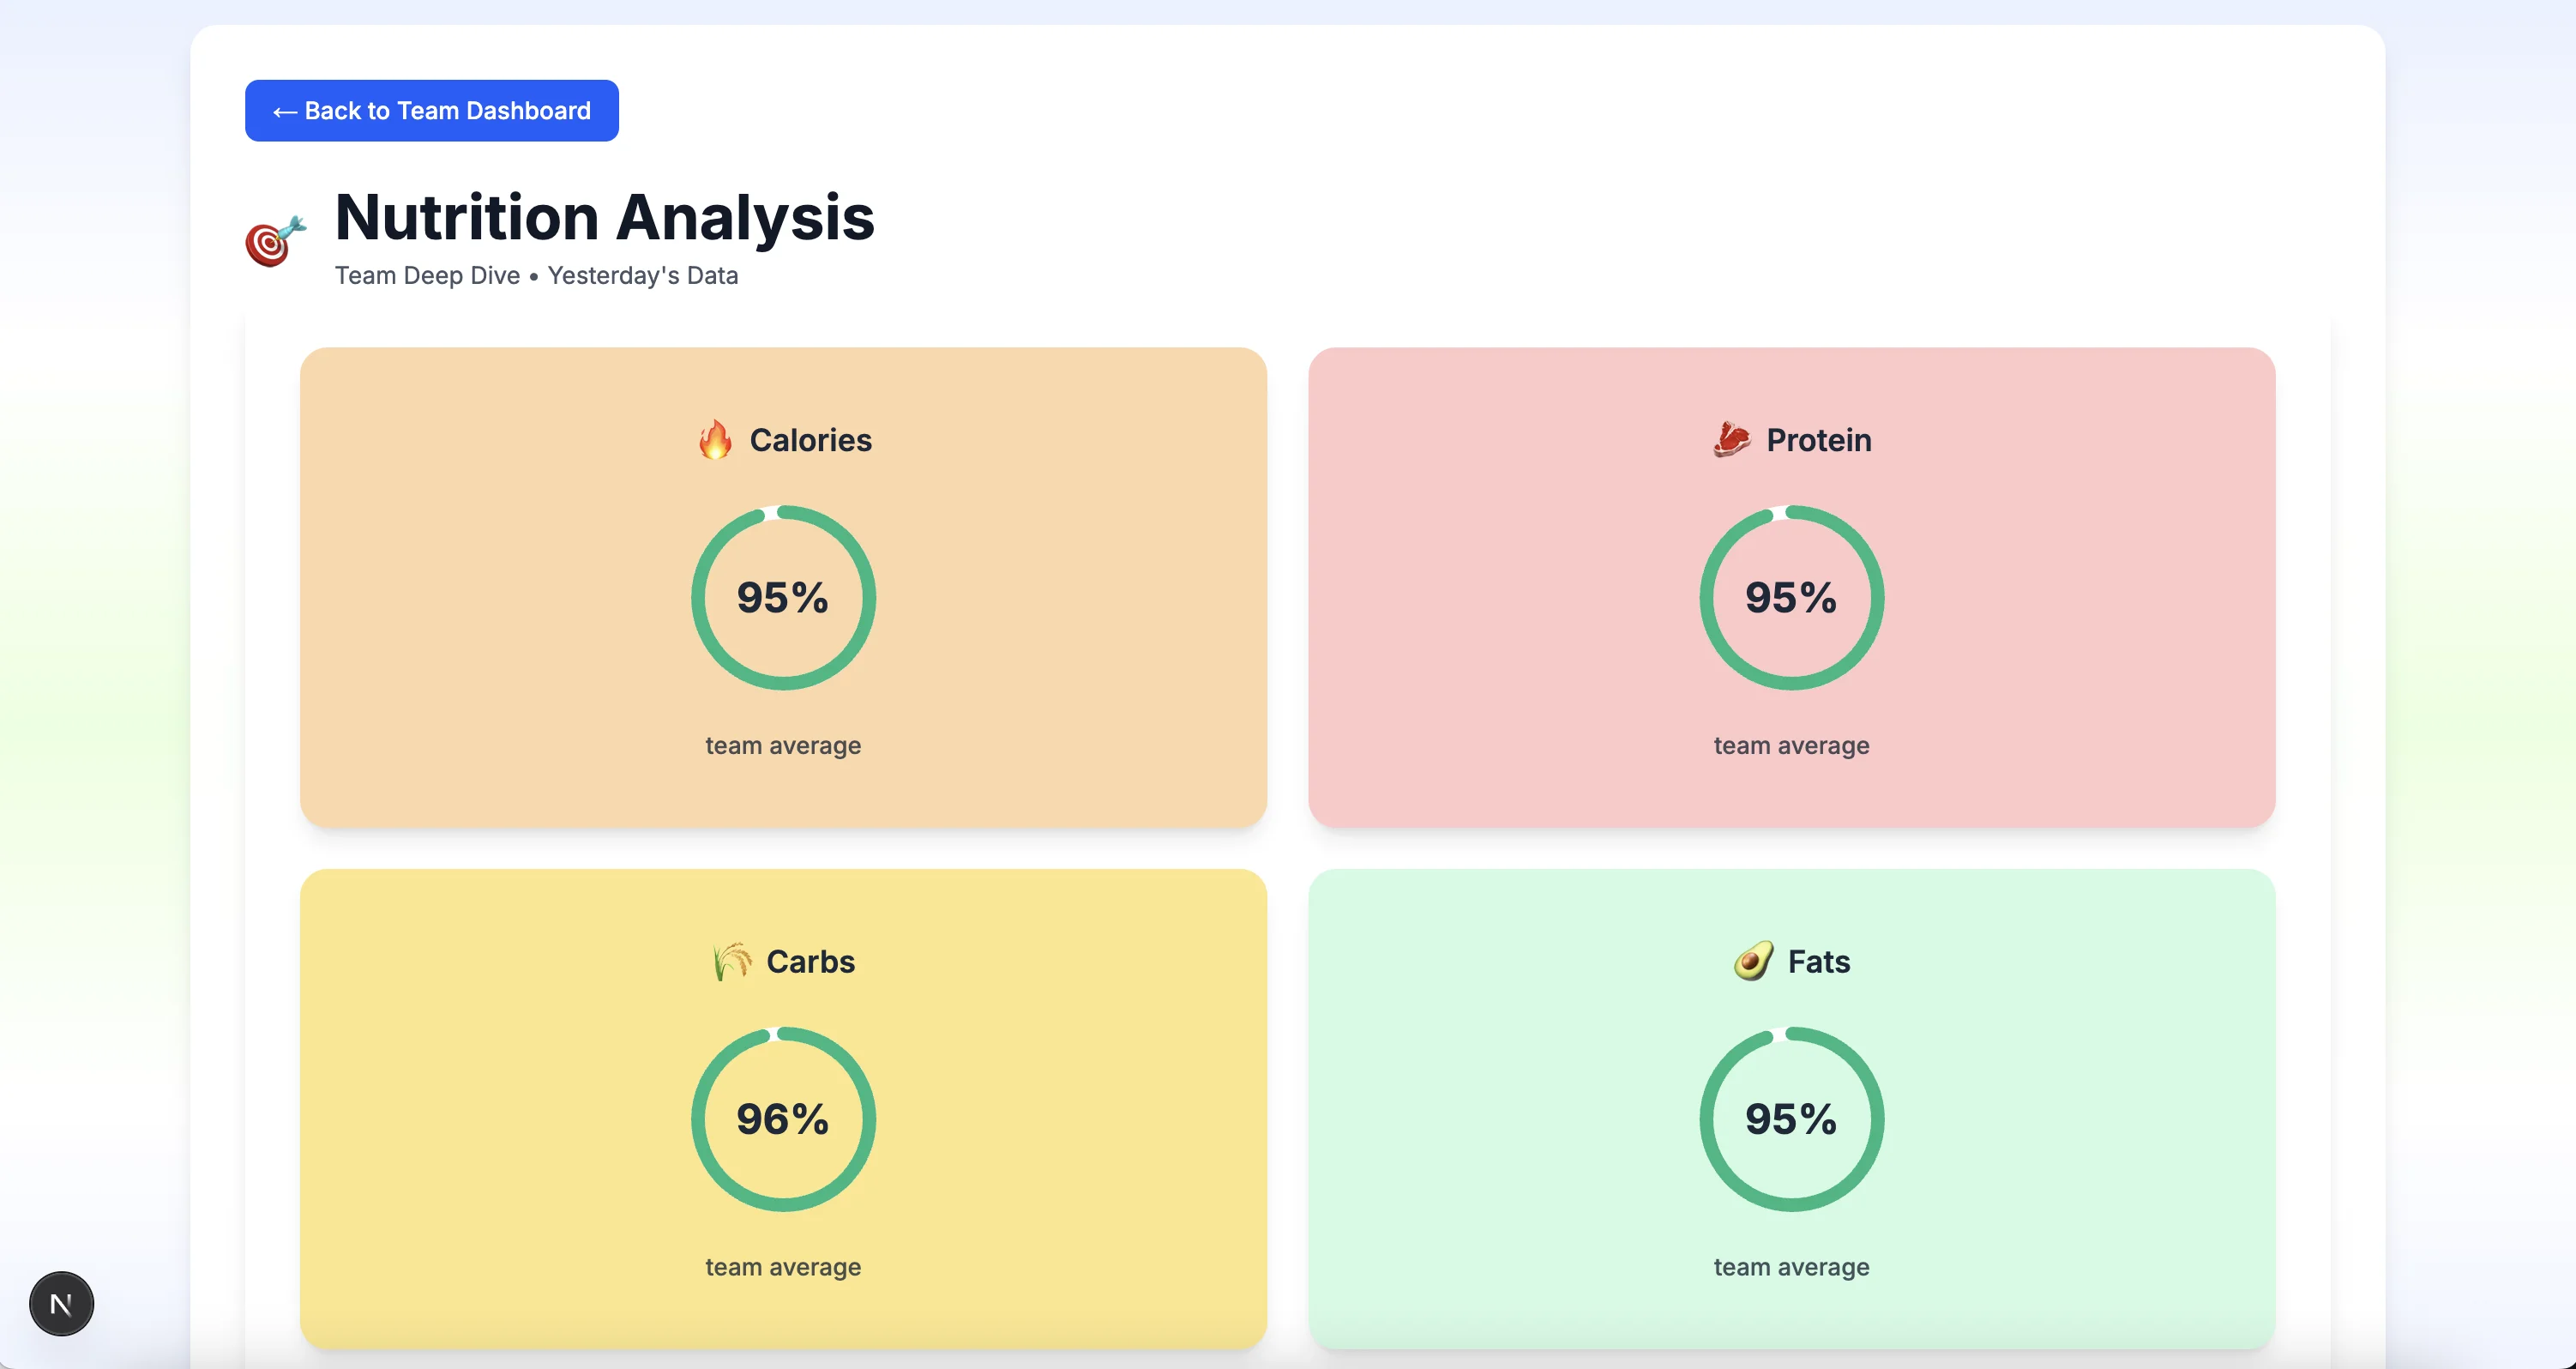 ← Back to Team Dashboard
Nutrition Analysis
Team Deep Dive • Yesterday's Data
Calories
95%
team average
Protein
95%
team average
Carbs
96%
team average
Fats
95%
team average
N